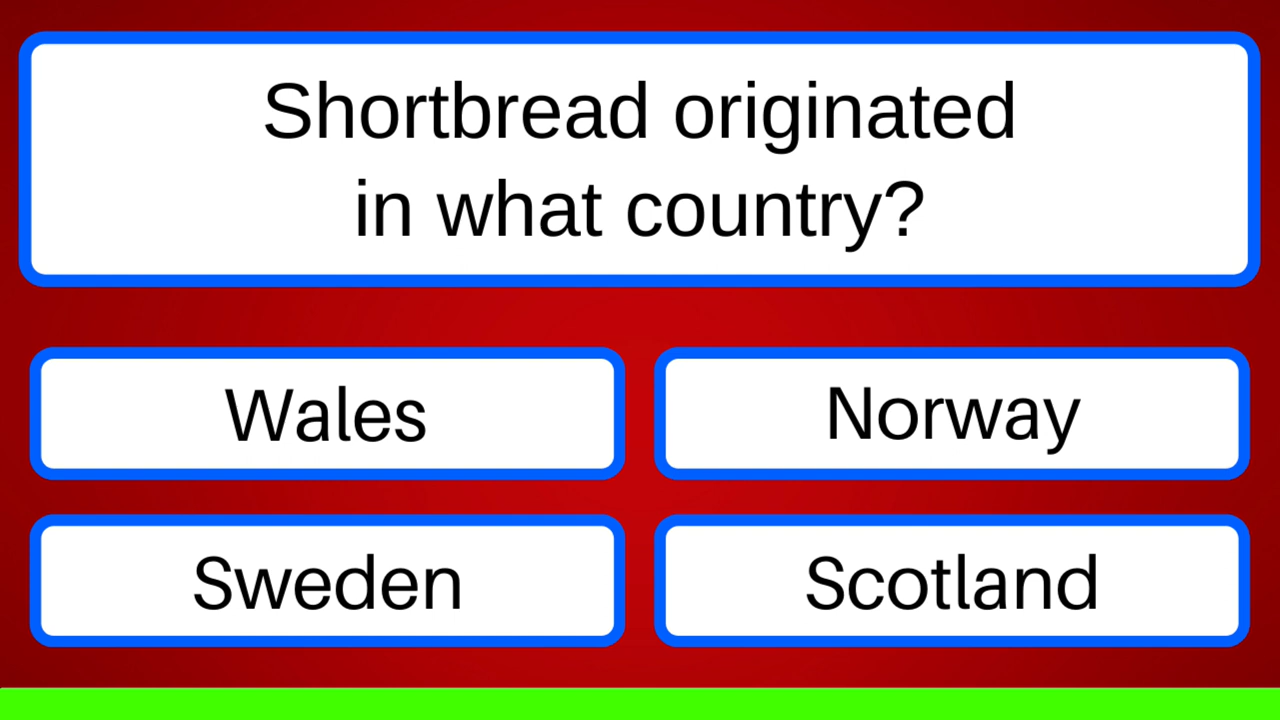 Shortbread originated
in what country?
Wales
Norway
Sweden
Scotland